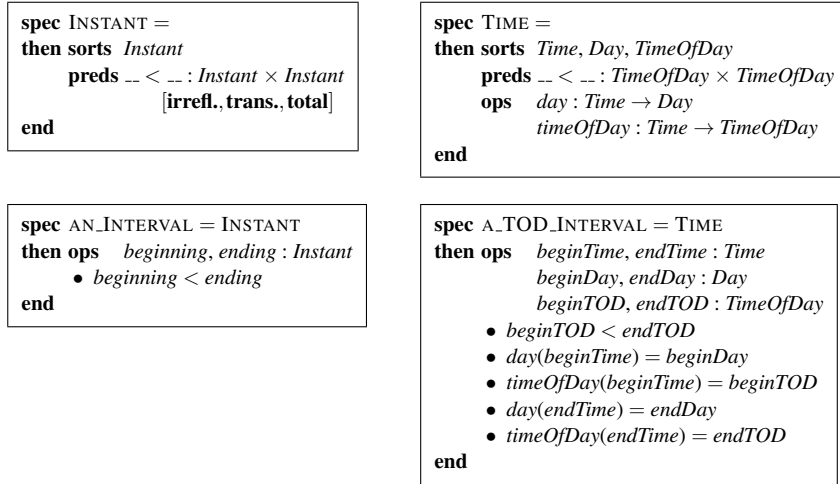 spec INSTANT =
then sorts Instant
preds __ < __ : Instant × Instant
[irrefl., trans., total]
end
spec TIME =
then sorts Time, Day, TimeOfDay
preds __ < __ : TimeOfDay × TimeOfDay
ops day : Time → Day
timeOfDay : Time → TimeOfDay
end
spec AN_INTERVAL = INSTANT
then ops beginning, ending : Instant
• beginning < ending
end
spec A_TOD_INTERVAL = TIME
then ops beginTime, endTime : Time
beginDay, endDay : Day
beginTOD, endTOD : TimeOfDay
• beginTOD < endTOD
• day(beginTime) = beginDay
• timeOfDay(beginTime) = beginTOD
• day(endTime) = endDay
• timeOfDay(endTime) = endTOD
end